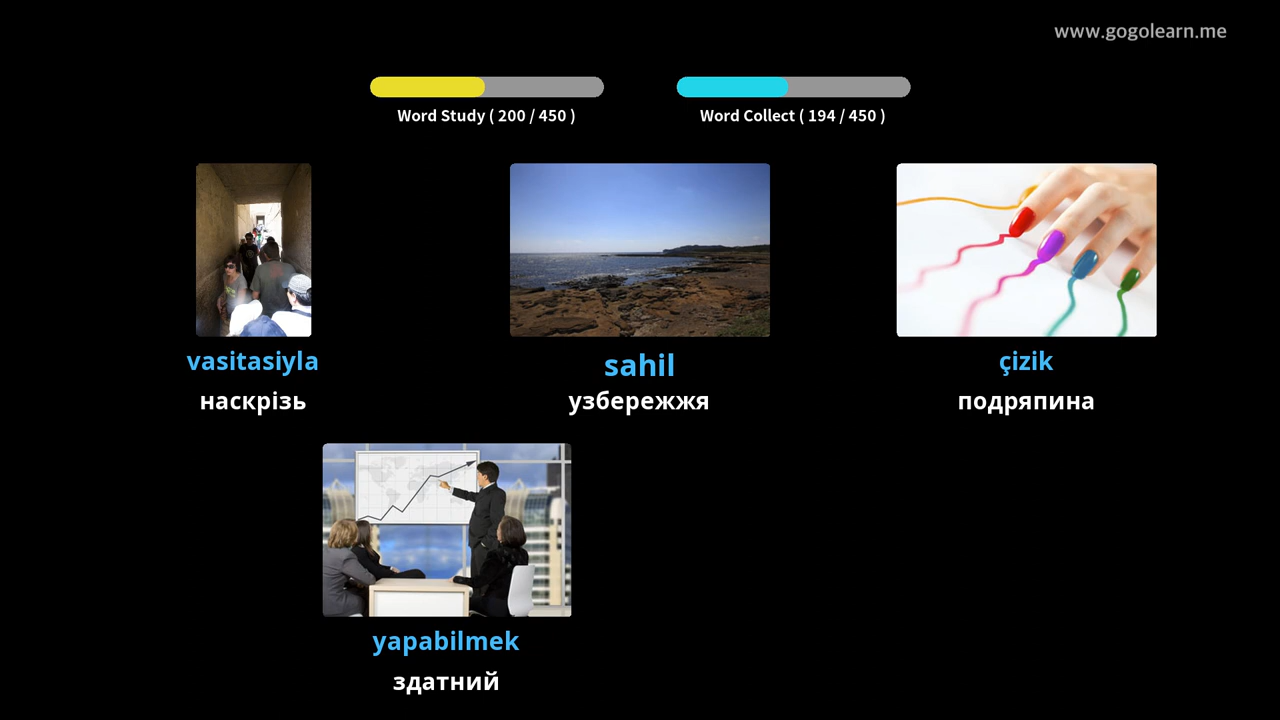 www.gogolearn.me
Word Study ( 200 / 450 )
Word Collect ( 194 / 450 )
vasitasiyla
sahil
çizik
наскрізь
узбережжя
подряпина
yapabilmek
здатний